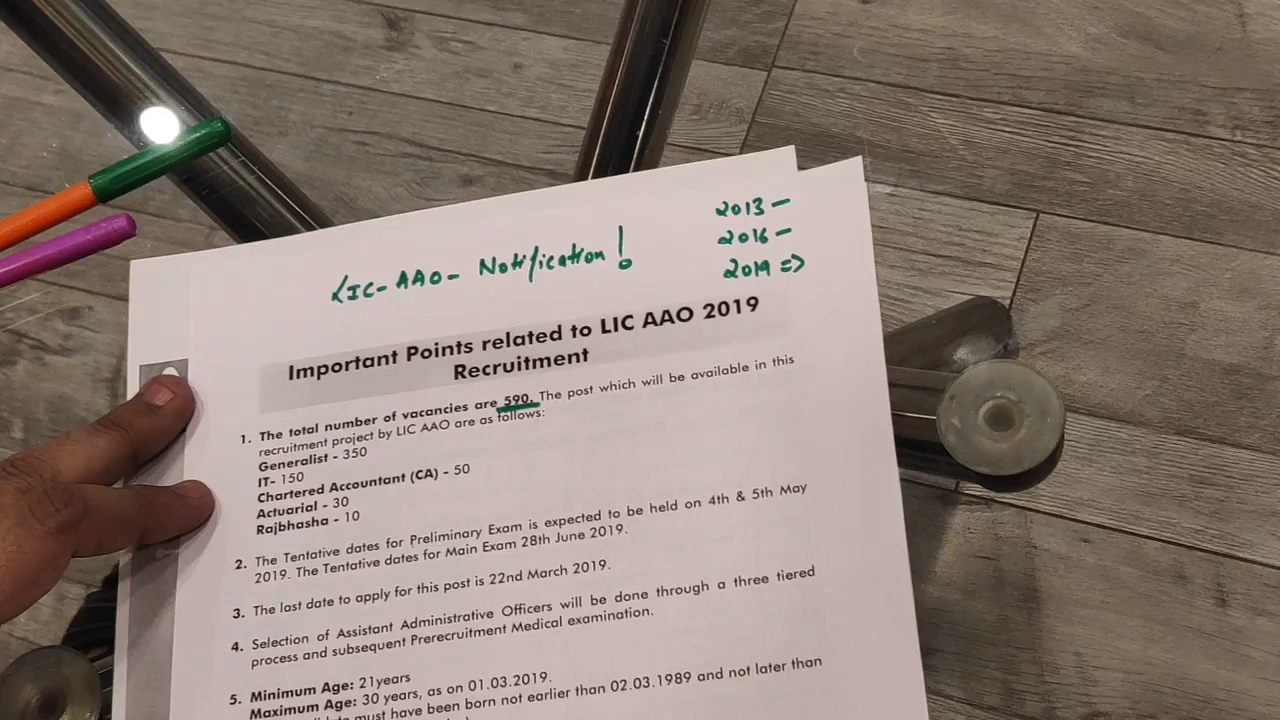 LIC-AAO- Notification!
2013 -
2016 -
2019 =>
Important Points related to LIC AAO 2019
Recruitment
1. The total number of vacancies are 590. The post which will be available in this
recruitment project by LIC AAO are as follows:
Generalist - 350
IT- 150
Chartered Accountant (CA) - 50
Actuarial - 30
Rajbhasha - 10
2. The Tentative dates for Preliminary Exam is expected to be held on 4th & 5th May
2019. The Tentative dates for Main Exam 28th June 2019.
3. The last date to apply for this post is 22nd March 2019.
4. Selection of Assistant Administrative Officers will be done through a three tiered
process and subsequent Prerecruitment Medical examination.
5. Minimum Age: 21years
Maximum Age: 30 years, as on 01.03.2019.
must have been born not earlier than 02.03.1989 and not later than